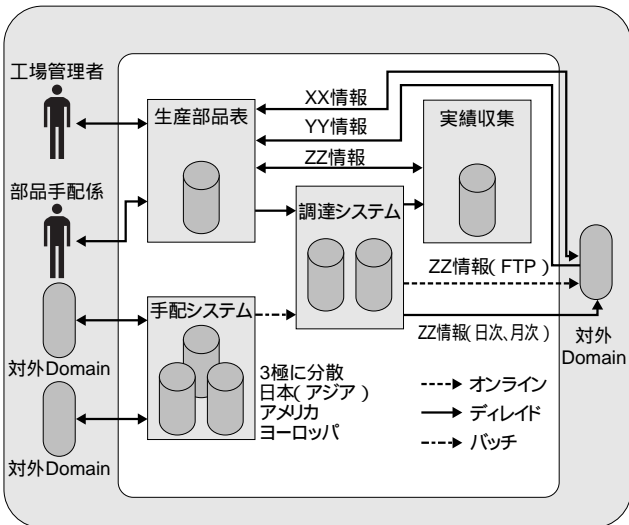 工場管理者
XX情報
生産部品表
YY情報
実績収集
ZZ情報
部品手配係
調達システム
ZZ情報(FTP)
手配システム
ZZ情報(日次、月次)
対外
Domain
対外Domain
3極に分散
日本(アジア)
アメリカ
ヨーロッパ
オンライン
ディレイド
バッチ
対外Domain